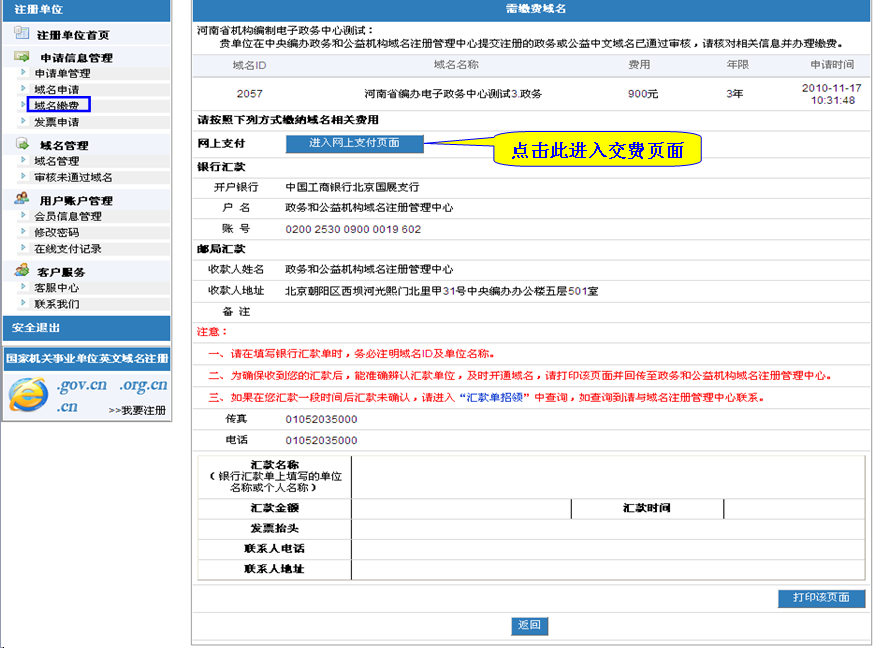 注册单位
注册单位首页
申请信息管理
申请单管理
域名申请
域名缴费
发票申请
域名管理
域名管理
审核未通过域名
用户账户管理
会员信息管理
修改密码
在线支付记录
客户服务
客服中心
联系我们
安全退出
国家机关事业单位英文域名注册
.gov.cn .org.cn
.cn
>>我要注册
需缴费域名
河南省机构编制电子政务中心测试：
贵单位在中央编办政务和公益机构域名注册管理中心提交注册的政务或公益中文域名已通过审核，请核对相关信息并办理缴费。
域名ID 域名名称 费用 年限 申请时间
2057 河南省编办电子政务中心测试3.政务 900元 3年 2010-11-17
10:31:48
请按照下列方式缴纳域名相关费用
网上支付 进入网上支付页面 点击此进入交费页面
银行汇款
开户银行 中国工商银行北京国展支行
户 名 政务和公益机构域名注册管理中心
账 号 0200 2530 0900 0019 602
邮局汇款
收款人姓名 政务和公益机构域名注册管理中心
收款人地址 北京朝阳区西坝河光熙门北里甲31号中央编办办公楼五层501室
备 注
注意：
一、请在填写银行汇款单时，务必注明域名ID及单位名称。
二、为确保收到您的汇款后，能准确辨认汇款单位，及时开通域名，请打印该页面并回传至政务和公益机构域名注册管理中心。
三、如果在您汇款一段时间后汇款未确认，请进入“汇款单招领”中查询，如查询到请与域名注册管理中心联系。
传真 01052035000
电话 01052035000
汇款名称
（银行汇款单上填写的单位
名称或个人名称）
汇款金额 汇款时间
发票抬头
联系人电话
联系人地址
打印该页面
返回